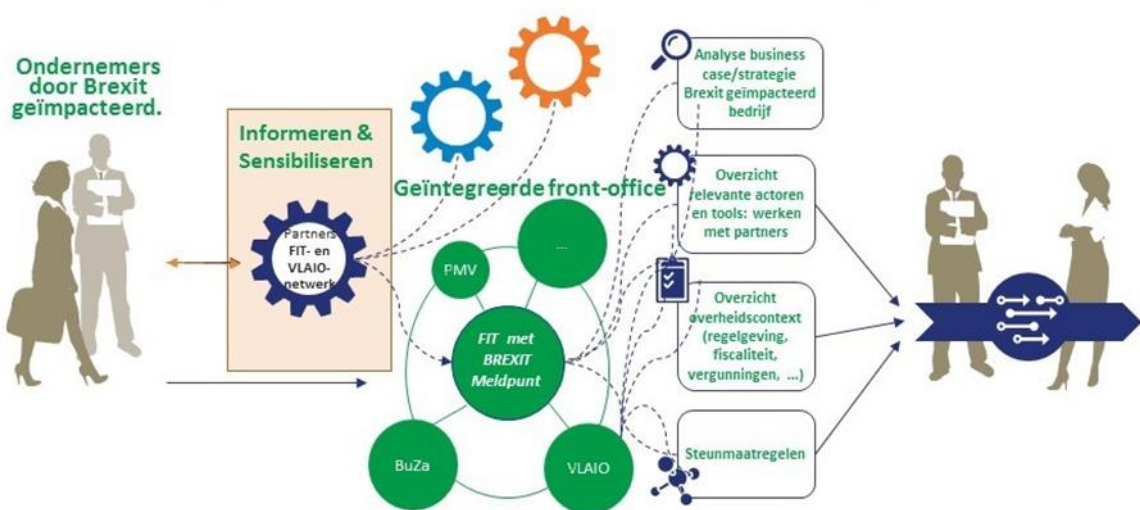 Ondernemers
door Brexit
geïmpacteerd.
Informeren &
Sensibiliseren
Partners
FIT- en
VLAIO-
netwerk
Geïntegreerde front-office
PMV
...
FIT met
BREXIT
Meldpunt
BuZa
VLAIO
Analyse business
case/strategie
Brexit geïmpacteerd
bedrijf
Overzicht
relevante actoren
en tools: werken
met partners
Overzicht
overheidscontext
(regelgeving,
fiscaliteit,
vergunningen, ...)
Steunmaatregelen